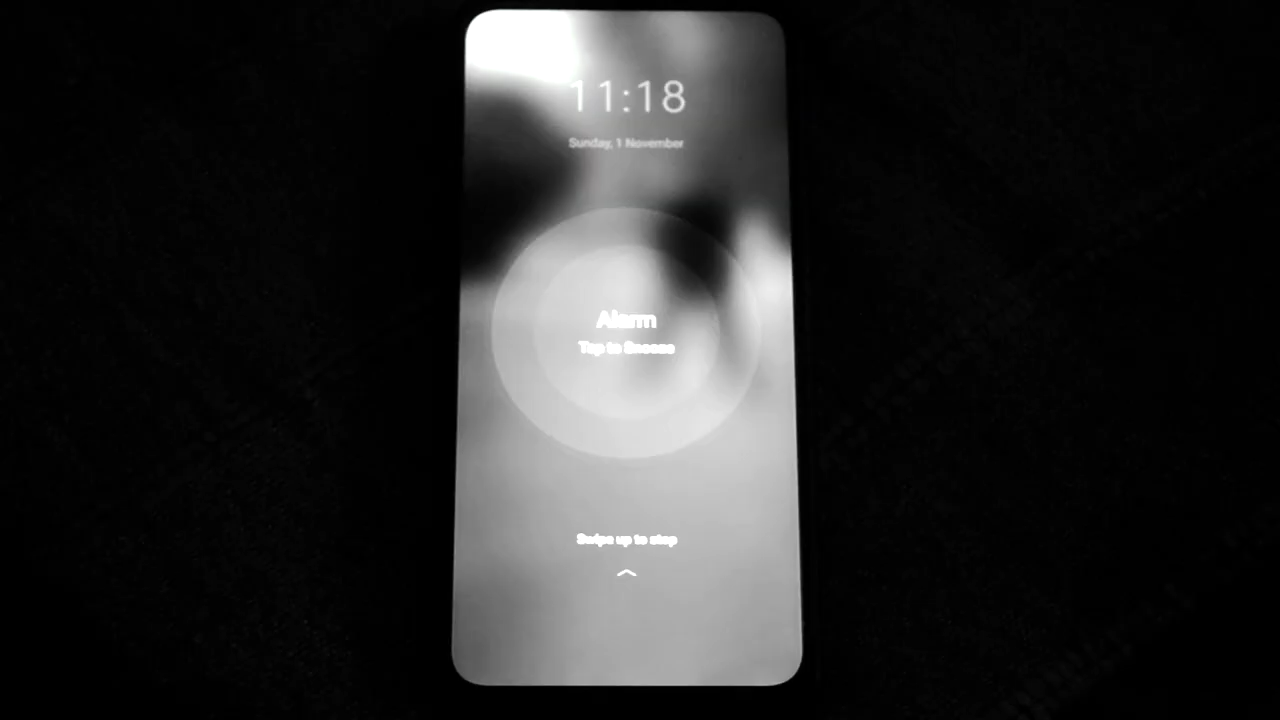 11:18
Sunday, 1 November
Alarm
Tap to Snooze
Swipe up to stop